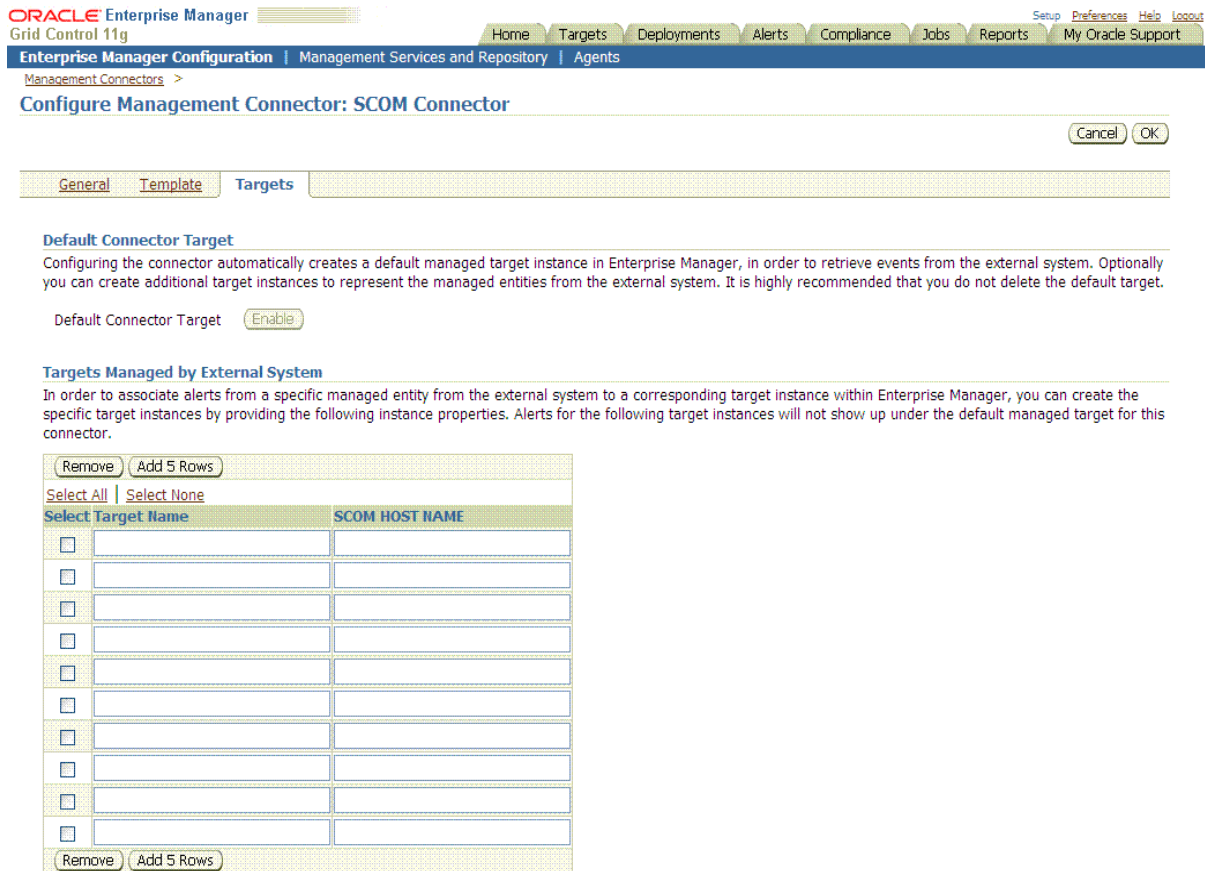 ORACLE Enterprise Manager
Grid Control 11g
Setup Preferences Help Logout
Home Targets Deployments Alerts Compliance Jobs Reports My Oracle Support
Enterprise Manager Configuration | Management Services and Repository | Agents
Management Connectors >
Configure Management Connector: SCOM Connector
Cancel OK
General Template Targets
Default Connector Target
Configuring the connector automatically creates a default managed target instance in Enterprise Manager, in order to retrieve events from the external system. Optionally
you can create additional target instances to represent the managed entities from the external system. It is highly recommended that you do not delete the default target.
Default Connector Target Enable
Targets Managed by External System
In order to associate alerts from a specific managed entity from the external system to a corresponding target instance within Enterprise Manager, you can create the
specific target instances by providing the following instance properties. Alerts for the following target instances will not show up under the default managed target for this
connector.
Remove Add 5 Rows
Select All | Select None
Select Target Name SCOM HOST NAME
Remove Add 5 Rows